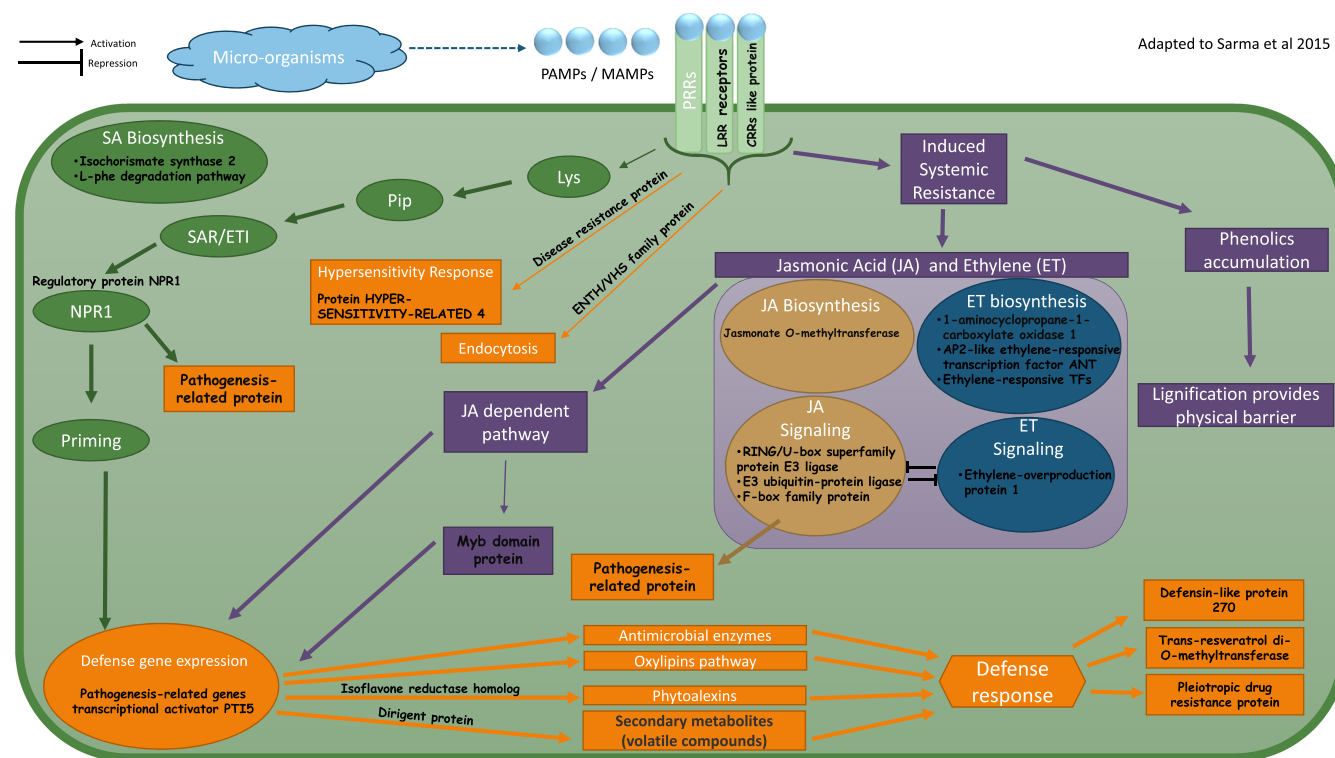 Activation
Repression
Micro-organisms
PAMPs / MAMPs
PRRs
LRR receptors
CRRs like protein
Adapted to Sarma et al 2015
SA Biosynthesis
•Isochorismate synthase 2
•L-phe degradation pathway
Lys
Pip
SAR/ETI
Regulatory protein NPR1
NPR1
Pathogenesis-
related protein
Priming
Disease resistance protein
ENTH/VHS family protein
Hypersensitivity Response
Protein HYPER-
SENSITIVITY-RELATED 4
Endocytosis
Induced
Systemic
Resistance
Phenolics
accumulation
Lignification provides
physical barrier
Jasmonic Acid (JA) and Ethylene (ET)
JA Biosynthesis
Jasmonate O-methyltransferase
ET biosynthesis
•1-aminocyclopropane-1-
carboxylate oxidase 1
•AP2-like ethylene-responsive
transcription factor ANT
•Ethylene-responsive TFs
JA
Signaling
•RING/U-box superfamily
protein E3 ligase
•E3 ubiquitin-protein ligase
•F-box family protein
ET
Signaling
•Ethylene-overproduction
protein 1
JA dependent
pathway
Myb domain
protein
Pathogenesis-
related protein
Defense gene expression
Pathogenesis-related genes
transcriptional activator PTI5
Isoflavone reductase homolog
Dirigent protein
Antimicrobial enzymes
Oxylipins pathway
Phytoalexins
Secondary metabolites
(volatile compounds)
Defense
response
Defensin-like protein
270
Trans-resveratrol di-
O-methyltransferase
Pleiotropic drug
resistance protein